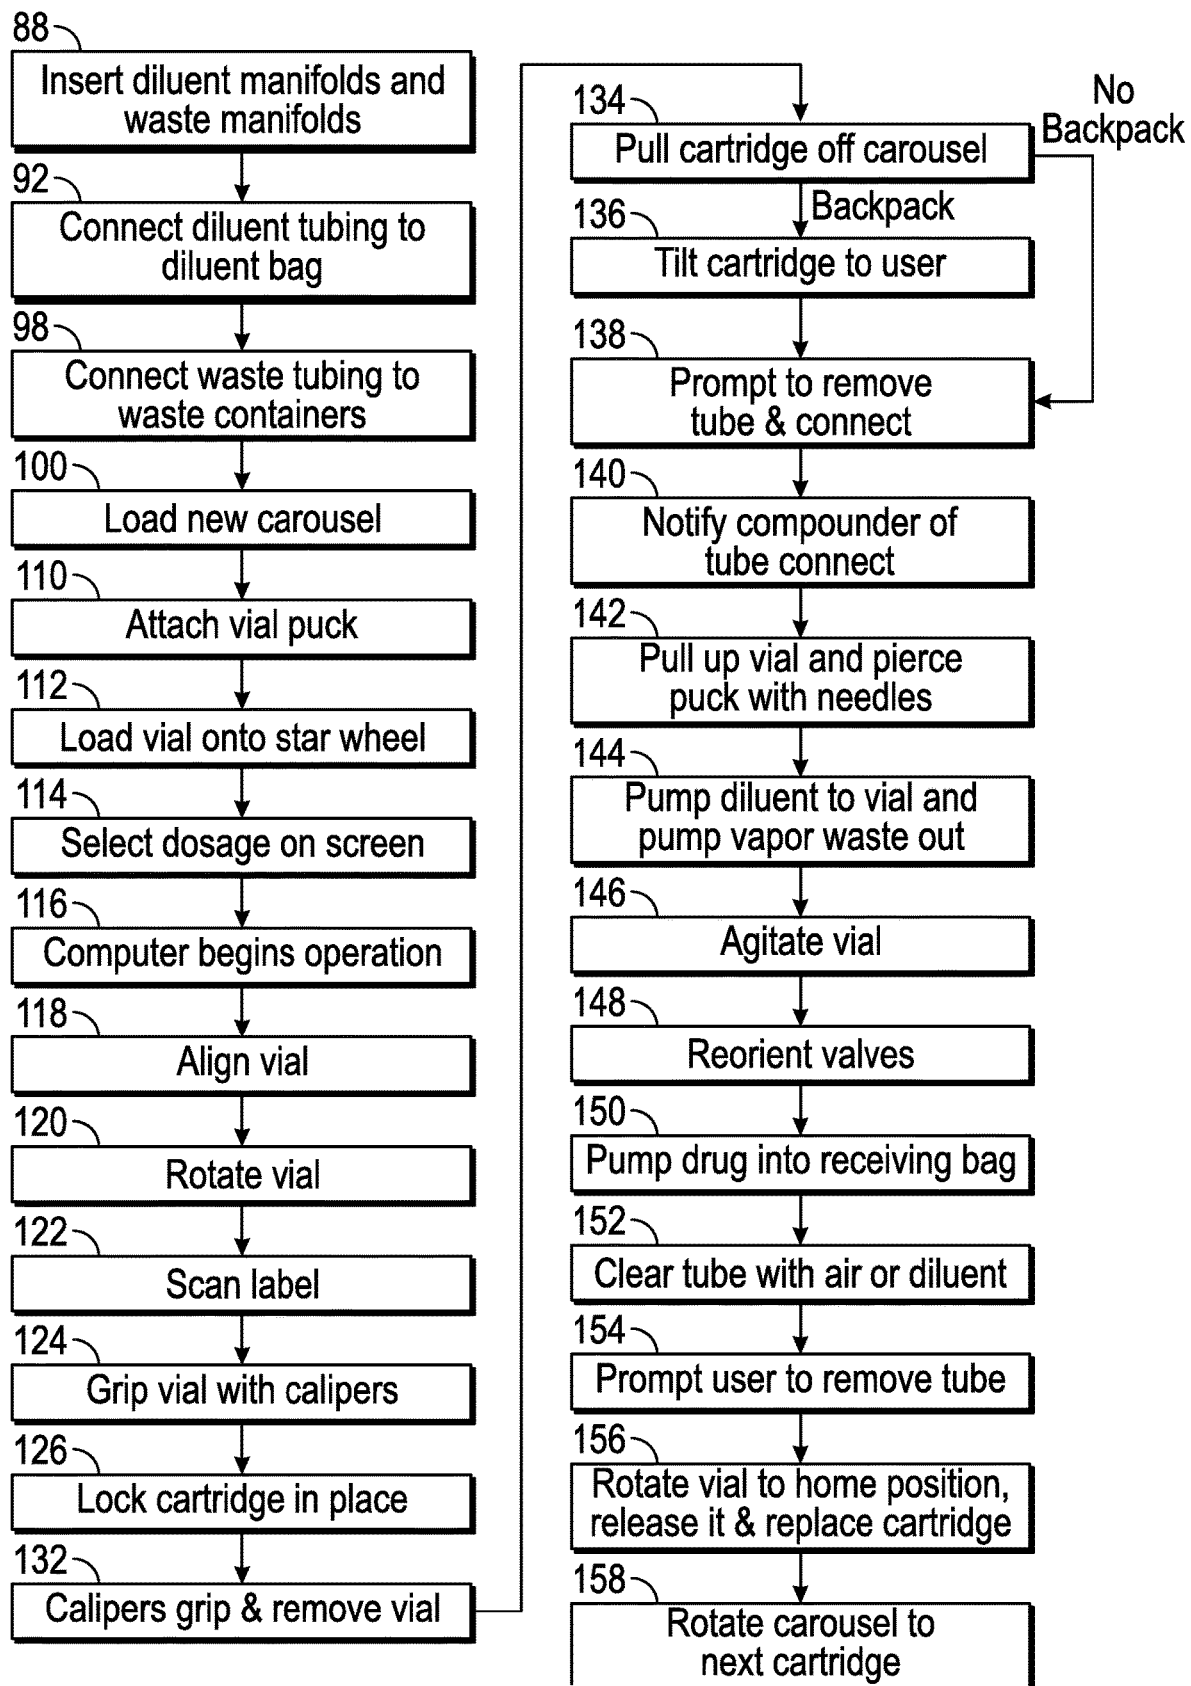 88
Insert diluent manifolds and
waste manifolds
92
Connect diluent tubing to
diluent bag
98
Connect waste tubing to
waste containers
100
Load new carousel
110
Attach vial puck
112
Load vial onto star wheel
114
Select dosage on screen
116
Computer begins operation
118
Align vial
120
Rotate vial
122
Scan label
124
Grip vial with calipers
126
Lock cartridge in place
132
Calipers grip & remove vial
134
Pull cartridge off carousel
No
Backpack
Backpack
136
Tilt cartridge to user
138
Prompt to remove
tube & connect
140
Notify compounder of
tube connect
142
Pull up vial and pierce
puck with needles
144
Pump diluent to vial and
pump vapor waste out
146
Agitate vial
148
Reorient valves
150
Pump drug into receiving bag
152
Clear tube with air or diluent
154
Prompt user to remove tube
156
Rotate vial to home position,
release it & replace cartridge
158
Rotate carousel to
next cartridge